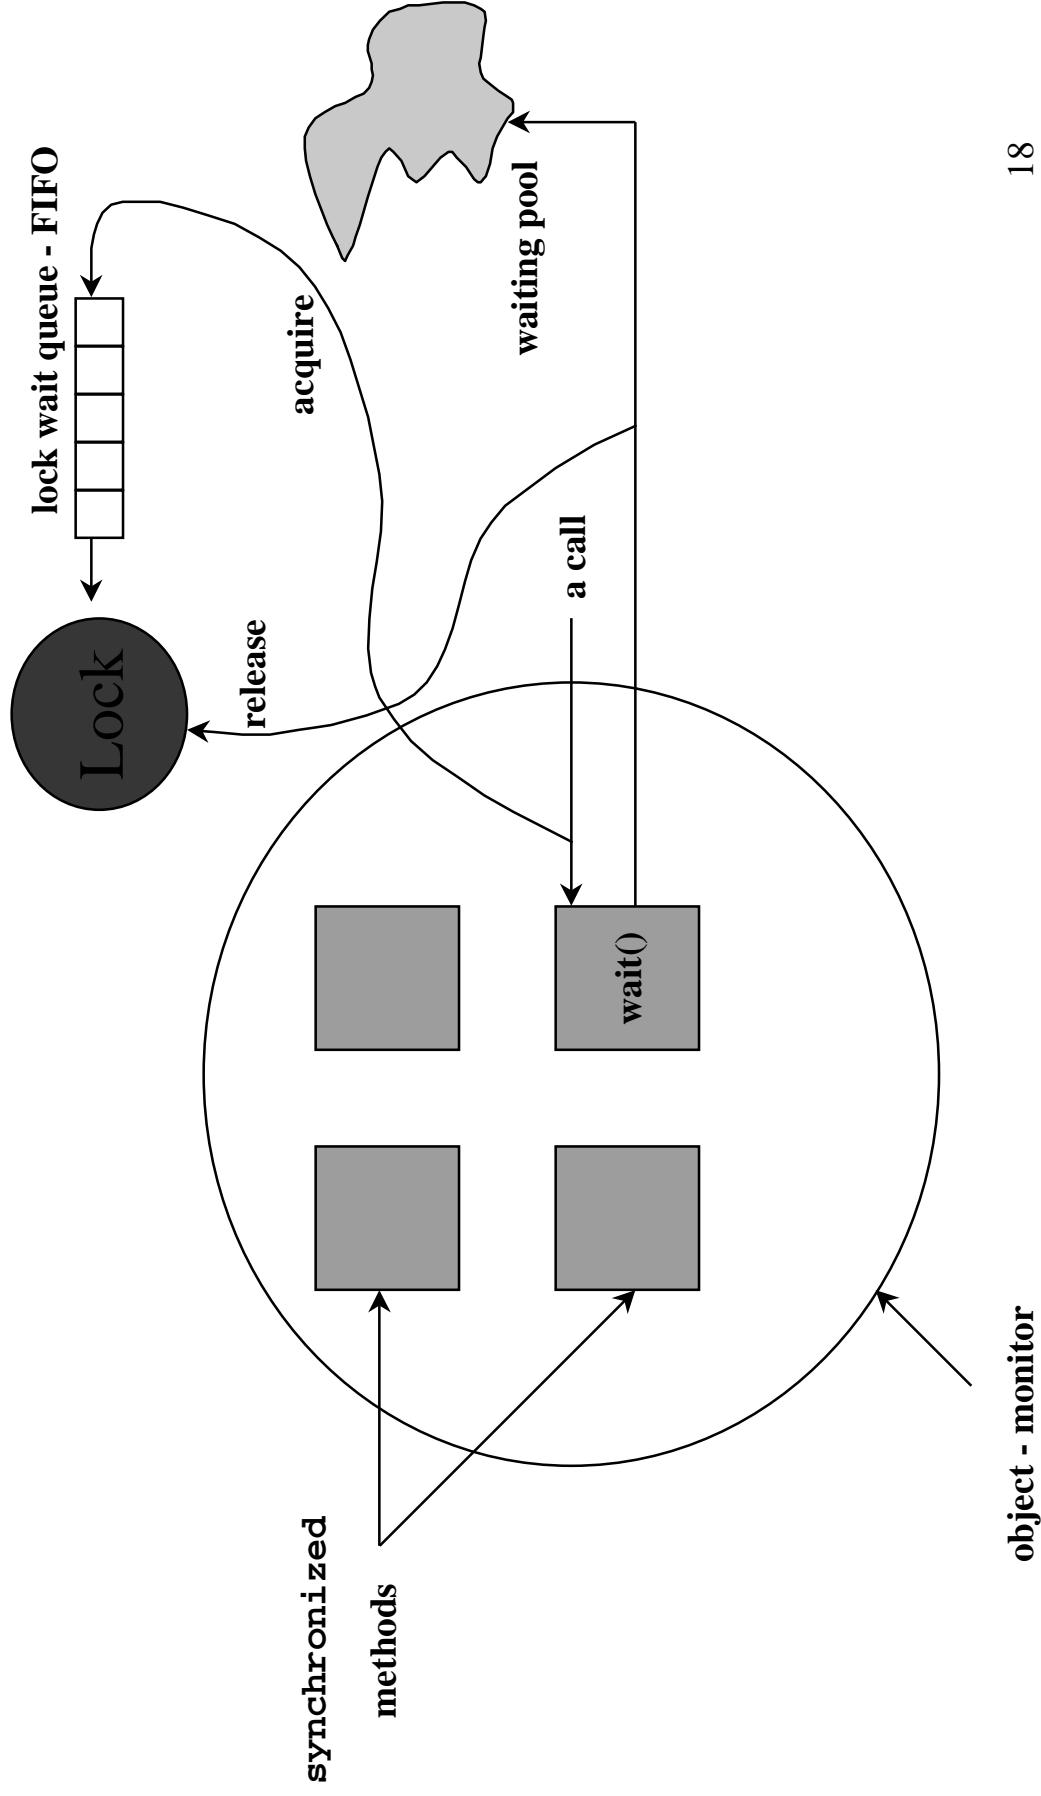 lock wait queue - FIFO
Lock
release
acquire
synchronized
methods
waiting pool
a call
wait()
object - monitor
18